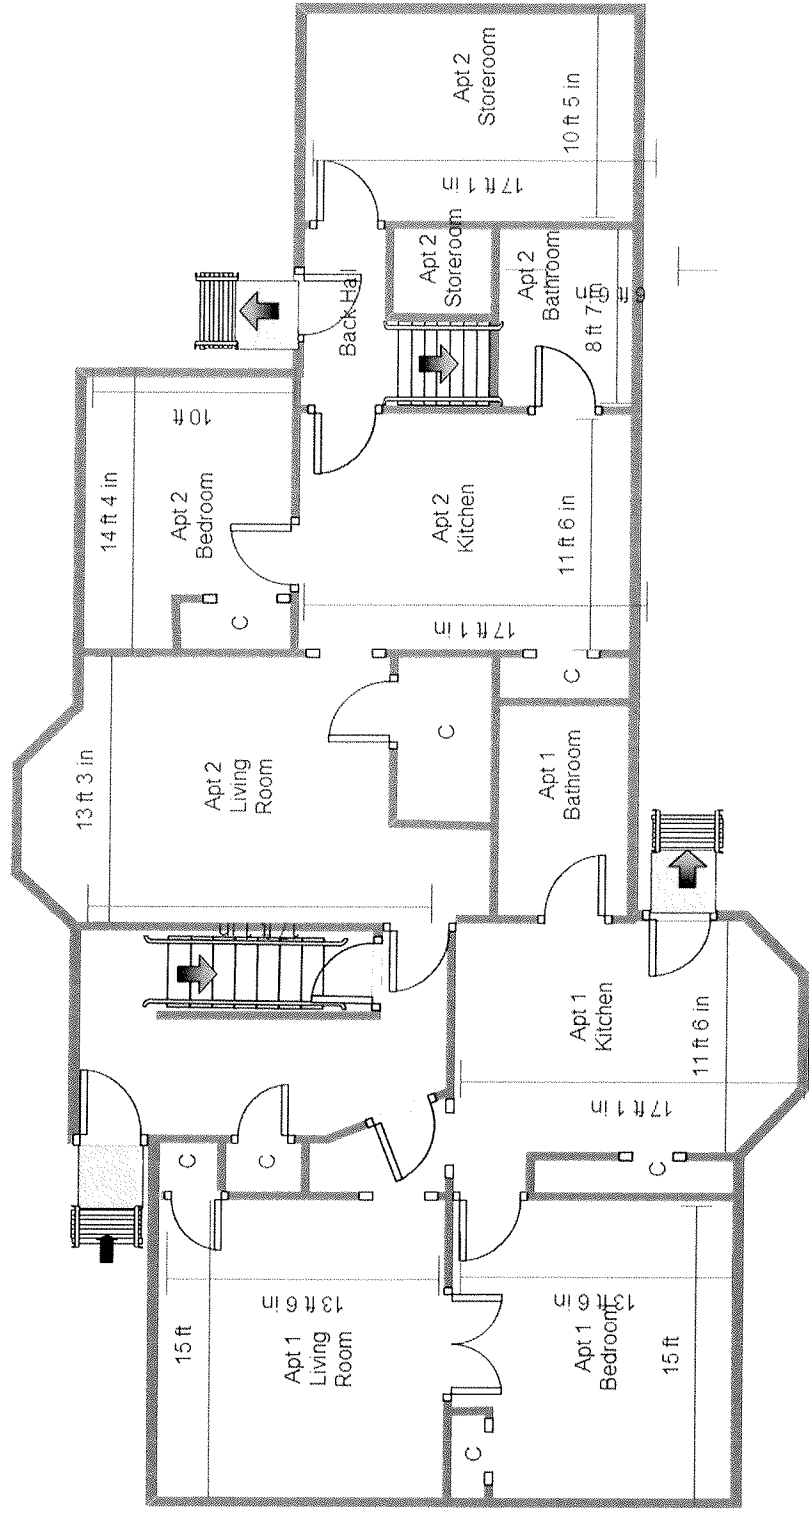 15 ft
13 ft 6 in
Apt 1
Living
Room
C
C
C
Apt 1
Bedroom
13 ft 6 in
15 ft
C
Apt 1
Kitchen
17 ft 1 in
11 ft 6 in
Apt 1
Bathroom
13 ft 3 in
Apt 2
Living
Room
C
C
14 ft 4 in
10 ft
Apt 2
Bedroom
C
Apt 2
Kitchen
17 ft 1 in
11 ft 6 in
Back Hall
Apt 2
Storeroom
Apt 2
Bathroom
8 ft 7 in
6 ft
Apt 2
Storeroom
17 ft 1 in
10 ft 5 in